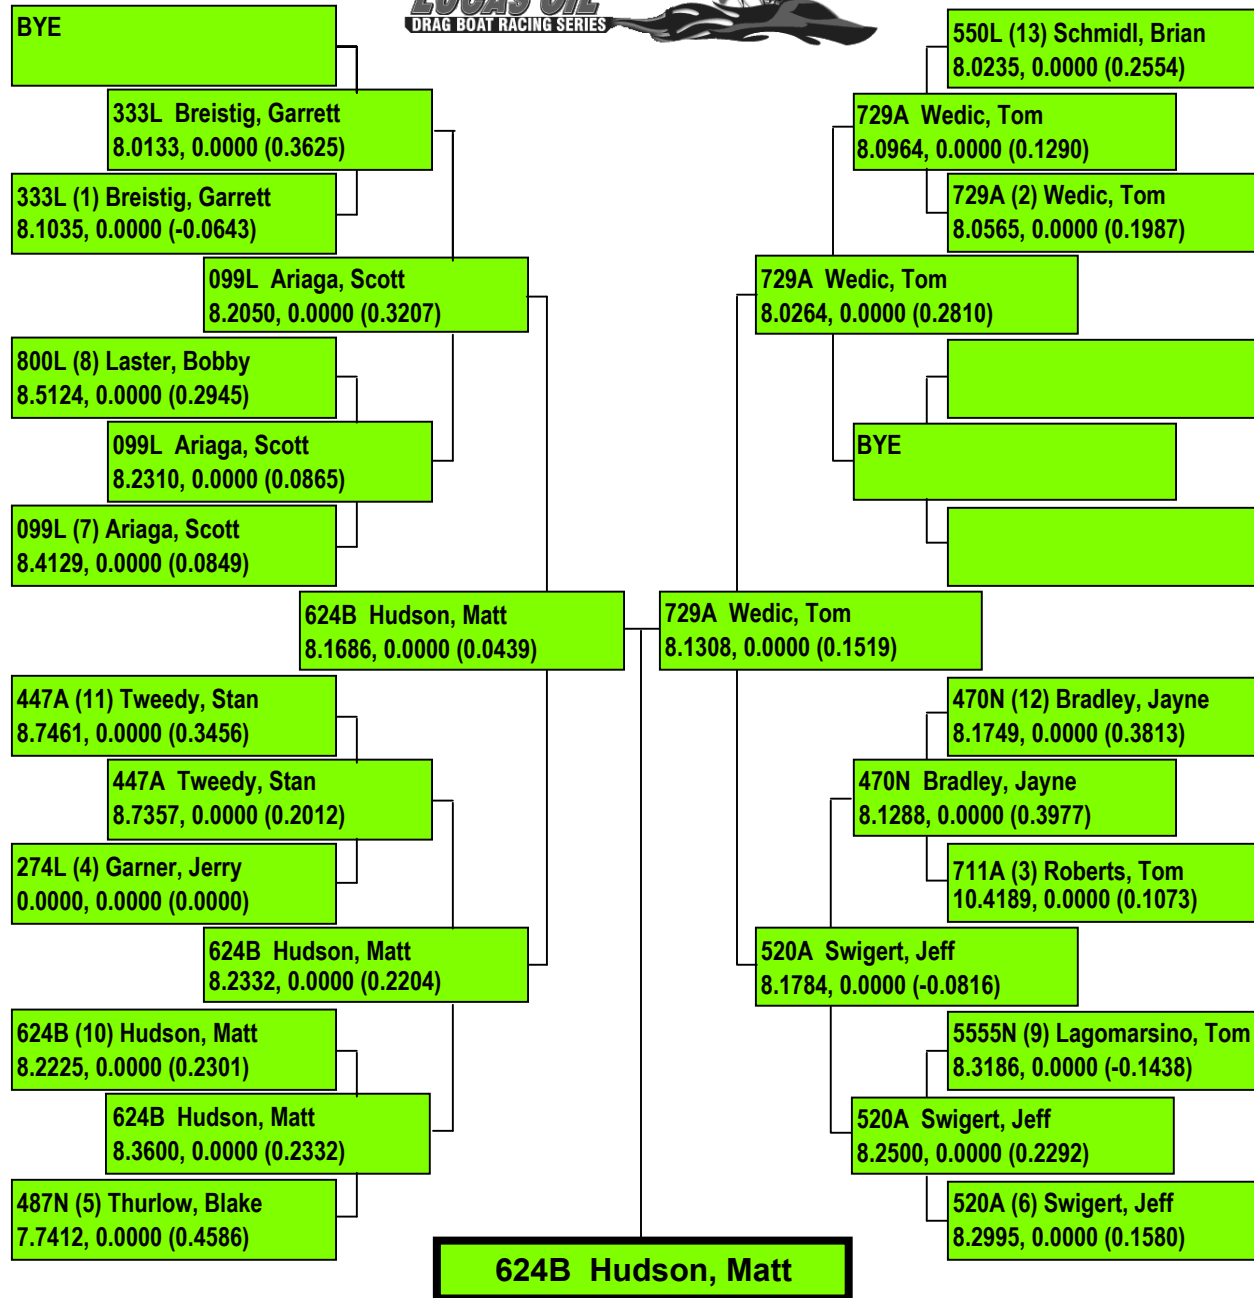 LUCAS OIL
DRAG BOAT RACING SERIES
BYE
333L Breistig, Garrett
8.0133, 0.0000 (0.3625)
333L (1) Breistig, Garrett
8.1035, 0.0000 (-0.0643)
099L Ariaga, Scott
8.2050, 0.0000 (0.3207)
800L (8) Laster, Bobby
8.5124, 0.0000 (0.2945)
099L Ariaga, Scott
8.2310, 0.0000 (0.0865)
099L (7) Ariaga, Scott
8.4129, 0.0000 (0.0849)
624B Hudson, Matt
8.1686, 0.0000 (0.0439)
447A (11) Tweedy, Stan
8.7461, 0.0000 (0.3456)
447A Tweedy, Stan
8.7357, 0.0000 (0.2012)
274L (4) Garner, Jerry
0.0000, 0.0000 (0.0000)
624B Hudson, Matt
8.2332, 0.0000 (0.2204)
624B (10) Hudson, Matt
8.2225, 0.0000 (0.2301)
624B Hudson, Matt
8.3600, 0.0000 (0.2332)
487N (5) Thurlow, Blake
7.7412, 0.0000 (0.4586)
550L (13) Schmidl, Brian
8.0235, 0.0000 (0.2554)
729A Wedic, Tom
8.0964, 0.0000 (0.1290)
729A (2) Wedic, Tom
8.0565, 0.0000 (0.1987)
729A Wedic, Tom
8.0264, 0.0000 (0.2810)
BYE
729A Wedic, Tom
8.1308, 0.0000 (0.1519)
470N (12) Bradley, Jayne
8.1749, 0.0000 (0.3813)
470N Bradley, Jayne
8.1288, 0.0000 (0.3977)
711A (3) Roberts, Tom
10.4189, 0.0000 (0.1073)
520A Swigert, Jeff
8.1784, 0.0000 (-0.0816)
5555N (9) Lagomarsino, Tom
8.3186, 0.0000 (-0.1438)
520A Swigert, Jeff
8.2500, 0.0000 (0.2292)
520A (6) Swigert, Jeff
8.2995, 0.0000 (0.1580)
624B Hudson, Matt